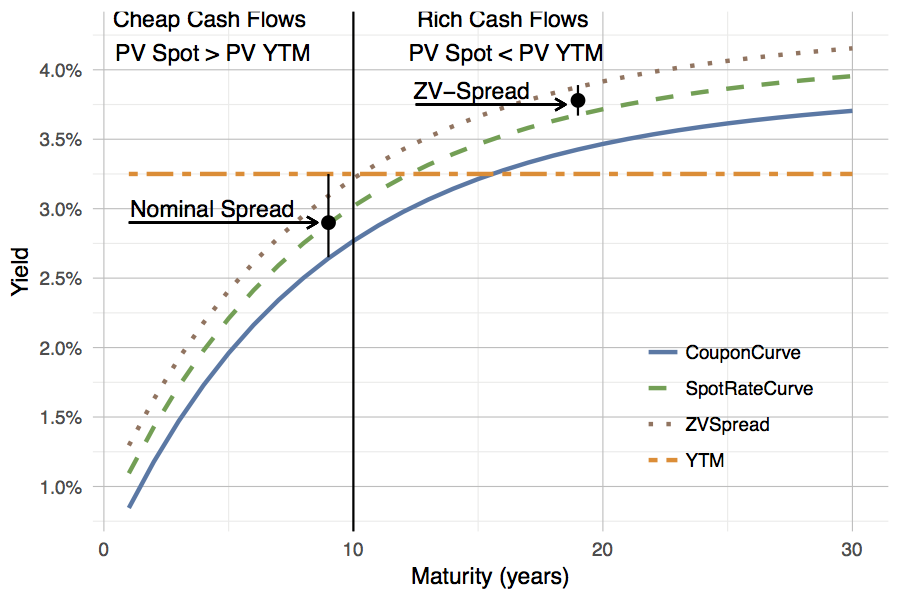 Cheap Cash Flows
Rich Cash Flows
PV Spot > PV YTM
PV Spot < PV YTM
4.0%
ZV−Spread
3.5%
3.0%
Nominal Spread
2.5%
2.0%
1.5%
1.0%
Yield
CouponCurve
SpotRateCurve
ZVSpread
YTM
0
10
20
30
Maturity (years)